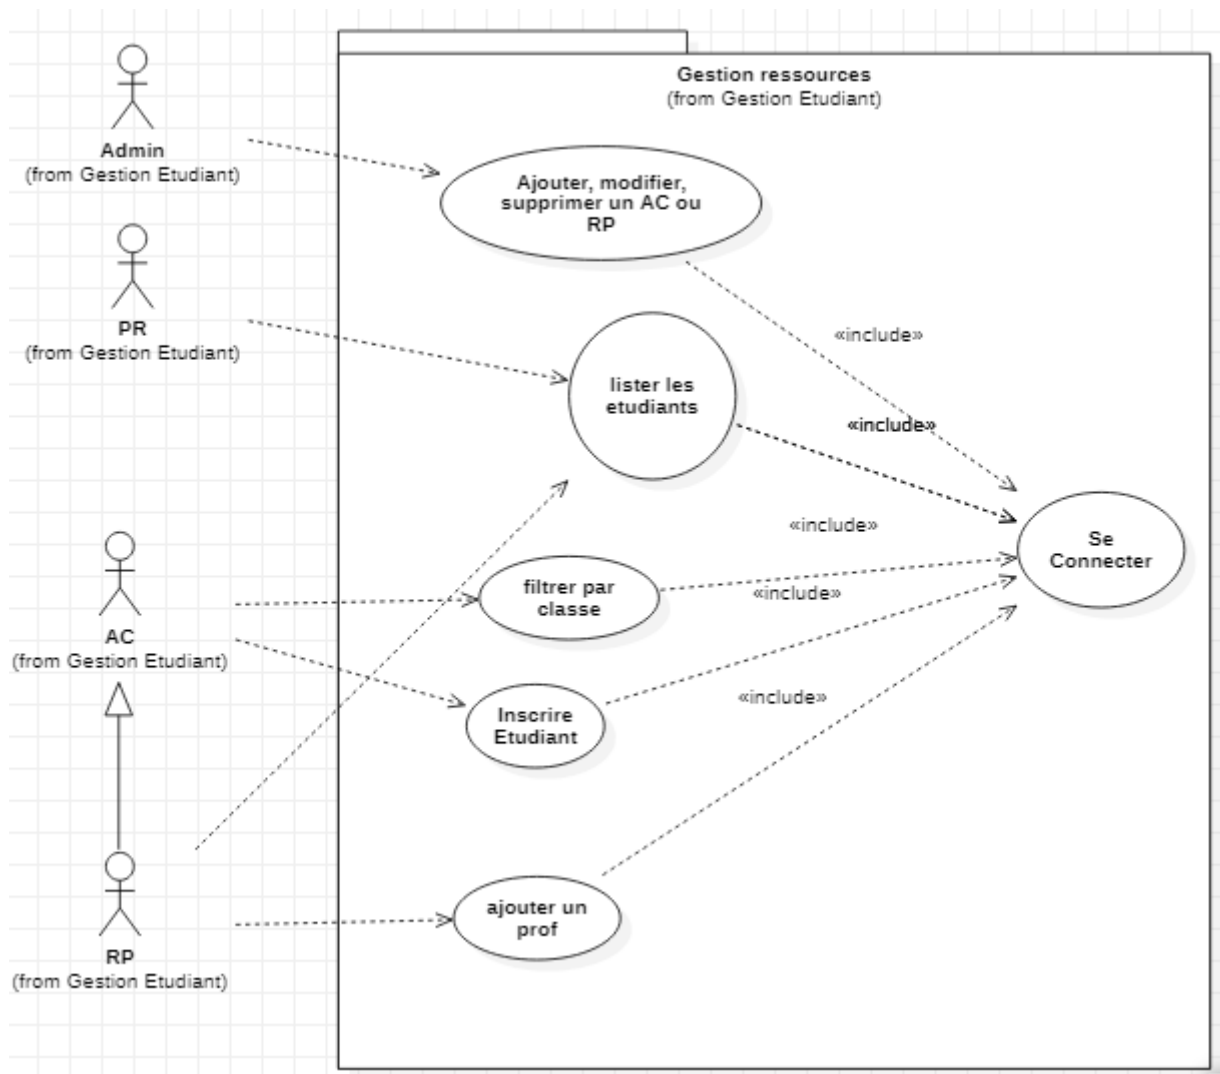 Gestion ressources
(from Gestion Etudiant)
Admin
(from Gestion Etudiant)
Ajouter, modifier,
supprimer un AC ou
RP
PR
(from Gestion Etudiant)
«include»
lister les
etudiants
«include»
«include»
Se
Connecter
AC
(from Gestion Etudiant)
filtrer par
classe
«include»
Inscrire
Etudiant
«include»
ajouter un
prof
RP
(from Gestion Etudiant)